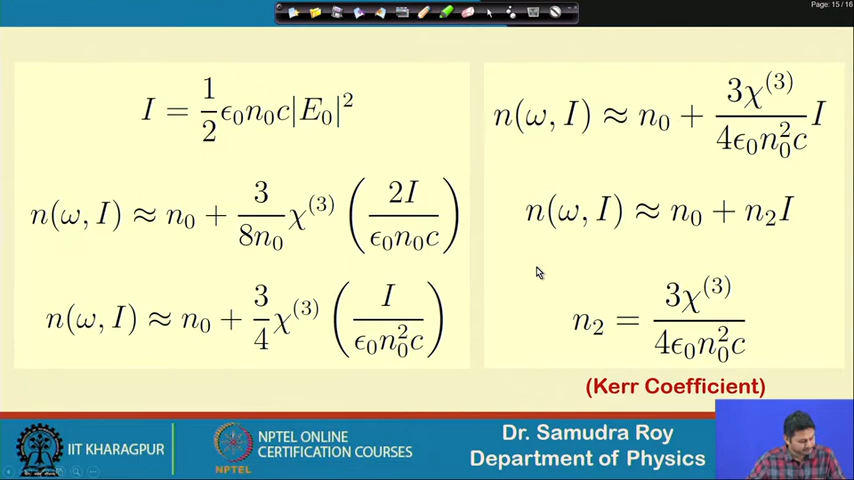 Page: 15 / 16
I = \frac{1}{2} \epsilon_0 n_0 c |E_0|^2
n(\omega, I) \approx n_0 + \frac{3}{8n_0} \chi^{(3)} \left( \frac{2I}{\epsilon_0 n_0 c} \right)
n(\omega, I) \approx n_0 + \frac{3}{4} \chi^{(3)} \left( \frac{I}{\epsilon_0 n_0^2 c} \right)
n(\omega, I) \approx n_0 + \frac{3\chi^{(3)}}{4\epsilon_0 n_0^2 c} I
n(\omega, I) \approx n_0 + n_2 I
n_2 = \frac{3\chi^{(3)}}{4\epsilon_0 n_0^2 c}
(Kerr Coefficient)
IIT KHARAGPUR
NPTEL
NPTEL ONLINE
CERTIFICATION COURSES
Dr. Samudra Roy
Department of Physics